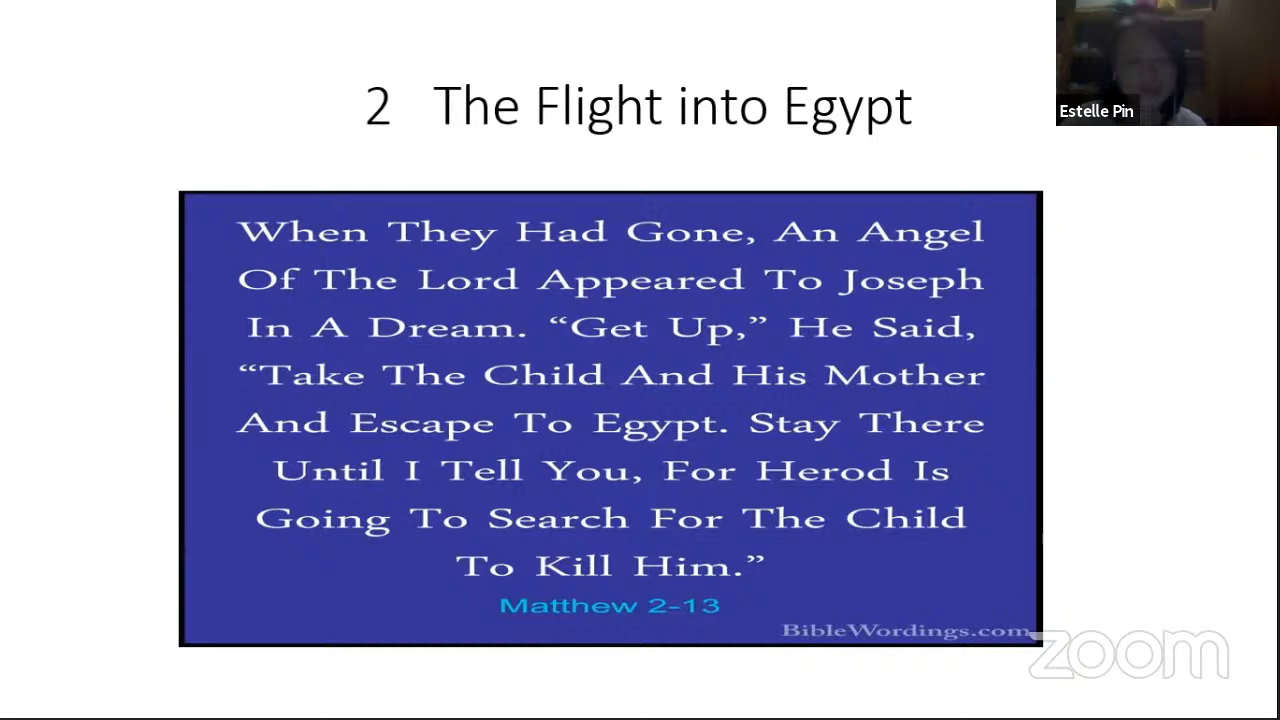 2 The Flight into Egypt
Estelle Pin
When They Had Gone, An Angel
Of The Lord Appeared To Joseph
In A Dream. “Get Up,” He Said,
“Take The Child And His Mother
And Escape To Egypt. Stay There
Until I Tell You, For Herod Is
Going To Search For The Child
To Kill Him.”
Matthew 2-13
BibleWordings.com
zoom